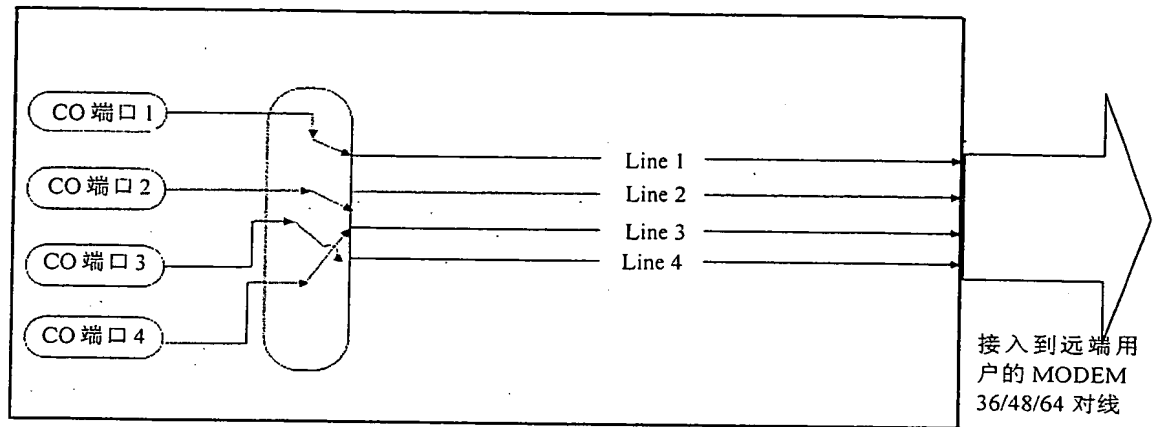 CO 端口 1
CO 端口 2
CO 端口 3
CO 端口 4
Line 1
Line 2
Line 3
Line 4
接入到远端用
户的 MODEM
36/48/64 对线